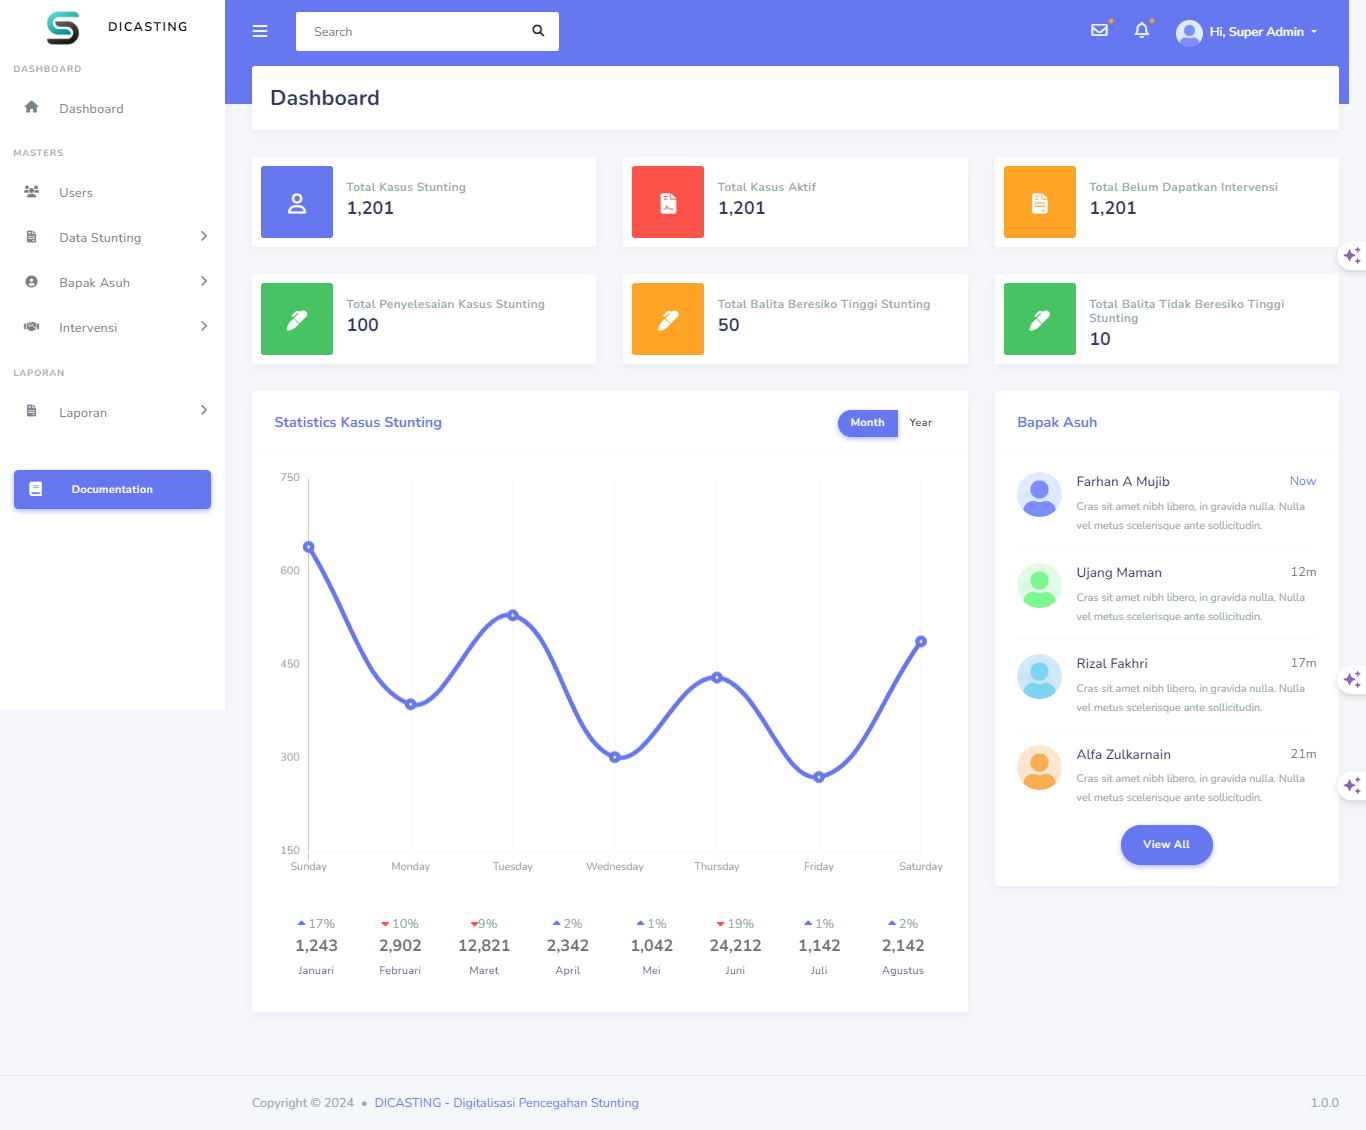 DICASTING
DASHBOARD
Dashboard
MASTERS
Users
Data Stunting
Bapak Asuh
Intervensi
LAPORAN
Laporan
Documentation
Search
Hi, Super Admin
Dashboard
Total Kasus Stunting
1,201
Total Kasus Aktif
1,201
Total Belum Dapatkan Intervensi
1,201
Total Penyelesaian Kasus Stunting
100
Total Balita Beresiko Tinggi Stunting
50
Total Balita Tidak Beresiko Tinggi
Stunting
10
Statistics Kasus Stunting
Month Year
750
600
450
300
150
Sunday Monday Tuesday Wednesday Thursday Friday Saturday
17% 10% 9% 2% 1% 19% 1% 2%
1,243 2,902 12,821 2,342 1,042 24,212 1,142 2,142
Januari Februari Maret April Mei Juni Juli Agustus
Bapak Asuh
Farhan A Mujib Now
Cras sit amet nibh libero, in gravida nulla. Nulla
vel metus scelerisque ante sollicitudin.
Ujang Maman 12m
Cras sit amet nibh libero, in gravida nulla. Nulla
vel metus scelerisque ante sollicitudin.
Rizal Fakhri 17m
Cras sit amet nibh libero, in gravida nulla. Nulla
vel metus scelerisque ante sollicitudin.
Alfa Zulkarnain 21m
Cras sit amet nibh libero, in gravida nulla. Nulla
vel metus scelerisque ante sollicitudin.
View All
Copyright © 2024 • DICASTING - Digitalisasi Pencegahan Stunting
1.0.0